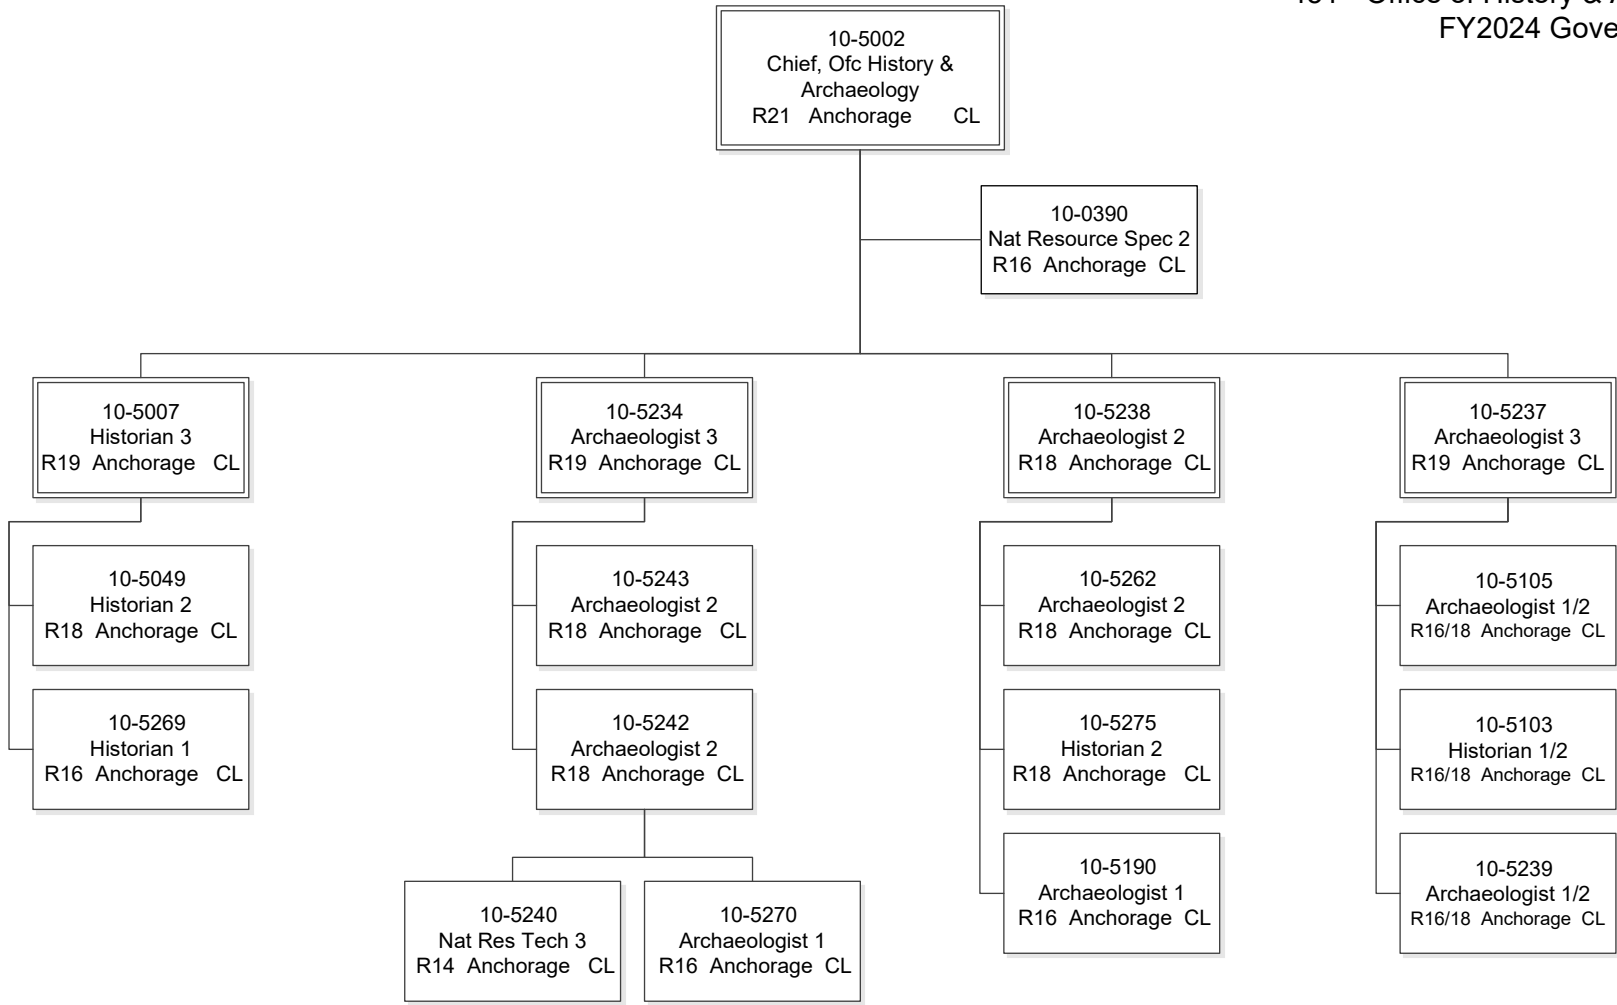 Office of History &
FY2024 Gove
10-5002
Chief, Ofc History &
Archaeology
R21 Anchorage CL
10-0390
Nat Resource Spec 2
R16 Anchorage CL
10-5007
Historian 3
R19 Anchorage CL
10-5234
Archaeologist 3
R19 Anchorage CL
10-5238
Archaeologist 2
R18 Anchorage CL
10-5237
Archaeologist 3
R19 Anchorage CL
10-5049
Historian 2
R18 Anchorage CL
10-5243
Archaeologist 2
R18 Anchorage CL
10-5262
Archaeologist 2
R18 Anchorage CL
10-5105
Archaeologist 1/2
R16/18 Anchorage CL
10-5269
Historian 1
R16 Anchorage CL
10-5242
Archaeologist 2
R18 Anchorage CL
10-5275
Historian 2
R18 Anchorage CL
10-5103
Historian 1/2
R16/18 Anchorage CL
10-5240
Nat Res Tech 3
R14 Anchorage CL
10-5270
Archaeologist 1
R16 Anchorage CL
10-5190
Archaeologist 1
R16 Anchorage CL
10-5239
Archaeologist 1/2
R16/18 Anchorage CL